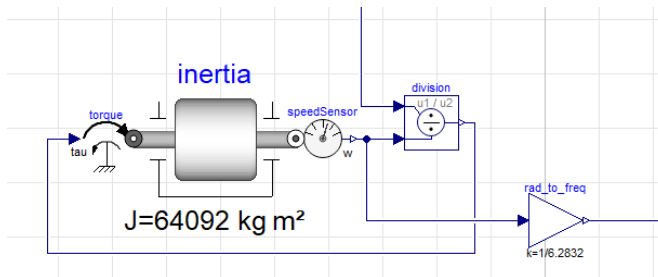 inertia
division
u1 / u2
torque
speedSensor
tau
w
rad_to_freq
J=64092 kg m²
k=1/6.2832